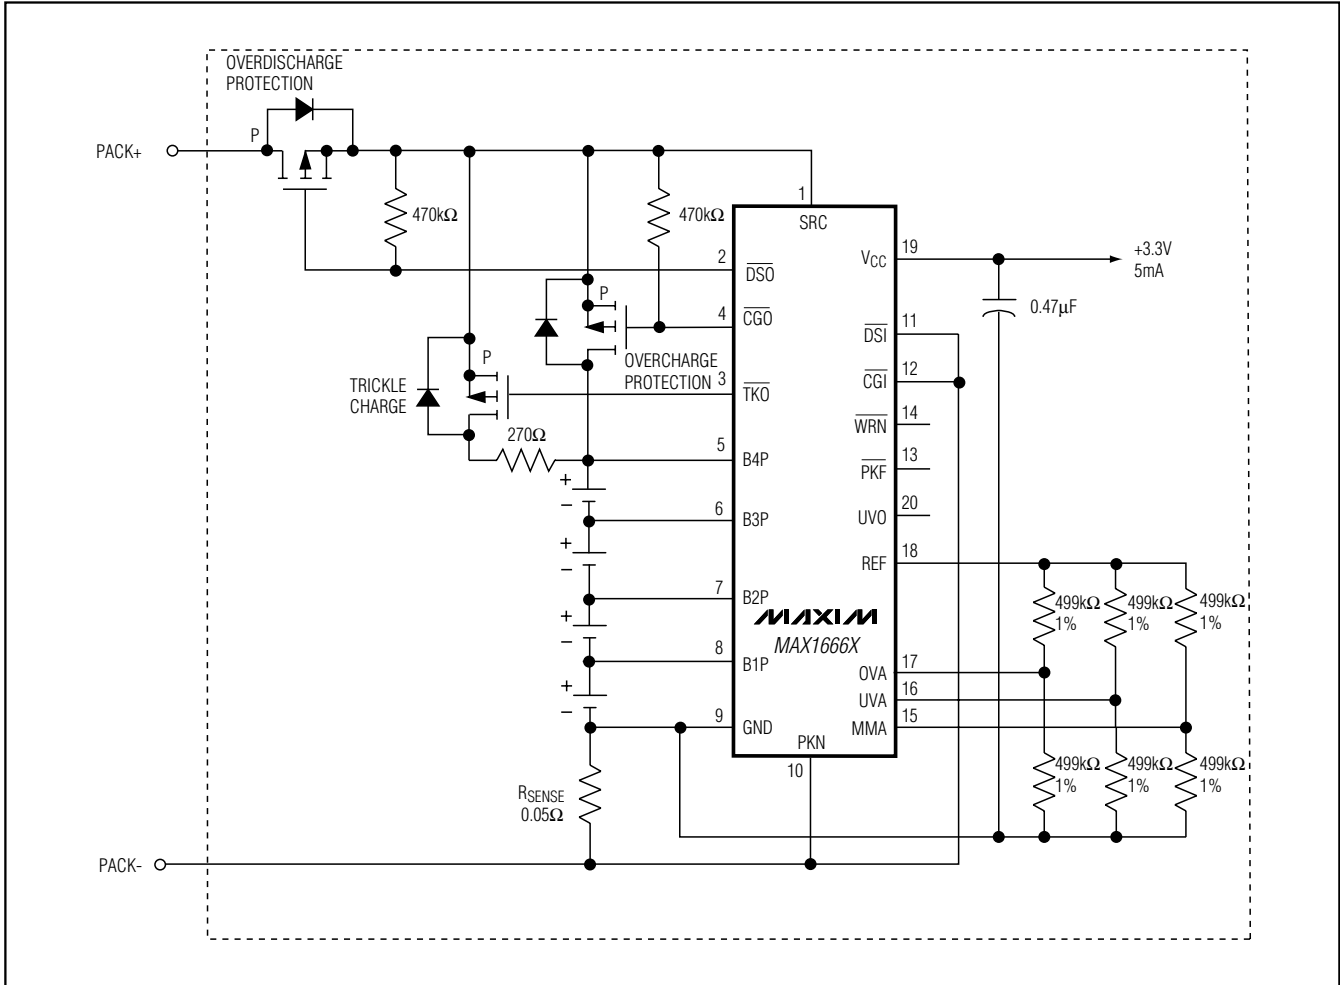 OVERDISCHARGE
PROTECTION
P
PACK+
470kΩ
470kΩ
1
SRC
2
DSO
VCC
19
+3.3V
5mA
0.47µF
P
4
CGO
11
DSI
OVERCHARGE
PROTECTION
12
CGI
P
3
TKO
TRICKLE
CHARGE
14
WRN
270Ω
5
B4P
13
PKF
+
–
6
B3P
20
UVO
+
–
18
REF
7
B2P
499kΩ
1%
499kΩ
1%
499kΩ
1%
MAXIM
MAX1666X
+
–
8
B1P
17
OVA
16
UVA
15
MMA
+
–
9
GND
PKN
10
499kΩ
1%
499kΩ
1%
499kΩ
1%
RSENSE
0.05Ω
PACK-